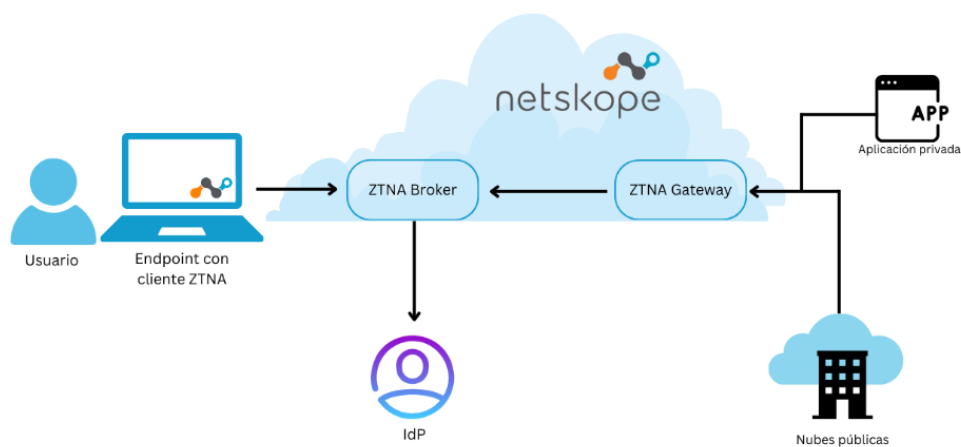 netskope
APP
Aplicación privada
ZTNA Broker
ZTNA Gateway
Usuario
Endpoint con
cliente ZTNA
IdP
Nubes públicas